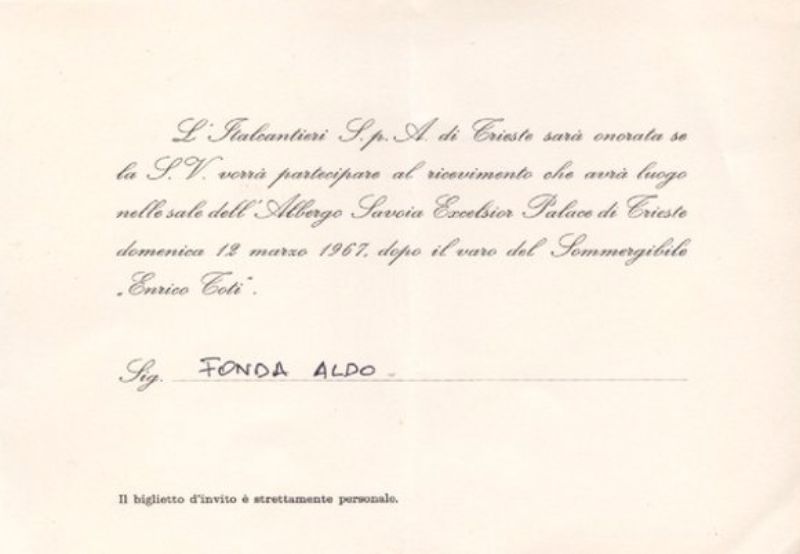 L'Italcantieri S. p. A. di Trieste sarà onorata se
la S. V. vorrà partecipare al ricevimento che avrà luogo
nelle sale dell'Albergo Savoia Excelsior Palace di Trieste
domenica 12 marzo 1967, dopo il varo del Sommergibile
„Enrico Toti".
Sig. FONDA ALDO
Il biglietto d'invito è strettamente personale.